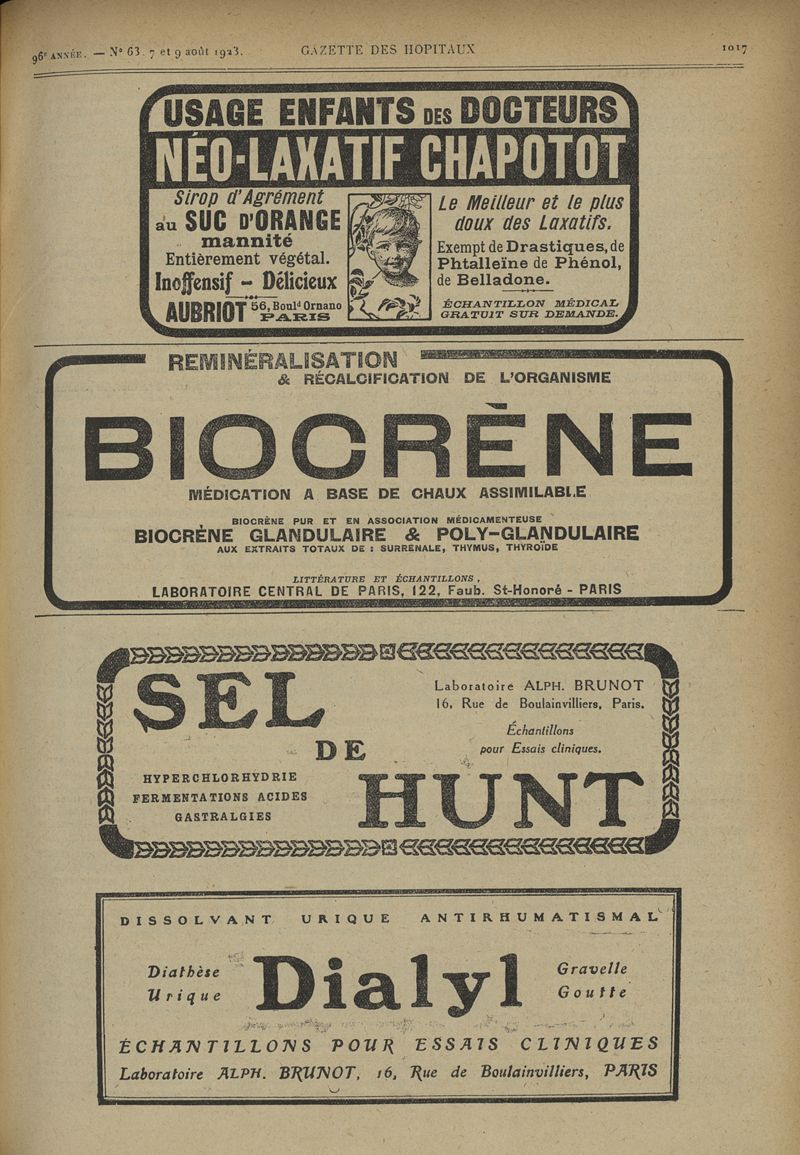 96e ANNÉE. — No 63. 7 et 9 août 1923. GAZETTE DES HOPITAUX 1017
USAGE ENFANTS DES DOCTEURS
NÉO-LAXATIF CHAPOTOT
Sirop d'Agrément
au SUC D'ORANGE
mannité
Entièrement végétal.
Inoffensif - Délicieux
AUBRIOT 56, Bould Ornano
PARIS
Le Meilleur et le plus
doux des Laxatifs.
Exempt de Drastiques, de
Phtalleïne de Phénol,
de Belladone.
ÉCHANTILLON MÉDICAL
GRATUIT SUR DEMANDE.
REMINÉRALISATION
& RÉCALCIFICATION DE L'ORGANISME
BIOCRÈNE
MÉDICATION A BASE DE CHAUX ASSIMILABLE
BIOCRÈNE PUR ET EN ASSOCIATION MÉDICAMENTEUSE
BIOCRÈNE GLANDULAIRE & POLY-GLANDULAIRE
AUX EXTRAITS TOTAUX DE : SURRENALE, THYMUS, THYROÏDE
LITTÉRATURE ET ÉCHANTILLONS,
LABORATOIRE CENTRAL DE PARIS, 122, Faub. St-Honoré - PARIS
SEL
DE
HUNT
Laboratoire ALPH. BRUNOT
16, Rue de Boulainvilliers, Paris.
Échantillons
pour Essais cliniques.
HYPERCHLORHYDRIE
FERMENTATIONS ACIDES
GASTRALGIES
DISSOLVANT URIQUE ANTIRHUMATISMAL
Diathèse
Urique
Dialyl
Gravelle
Goutte
ÉCHANTILLONS POUR ESSAIS CLINIQUES
Laboratoire ALPH. BRUNOT, 16, Rue de Boulainvilliers, PARIS